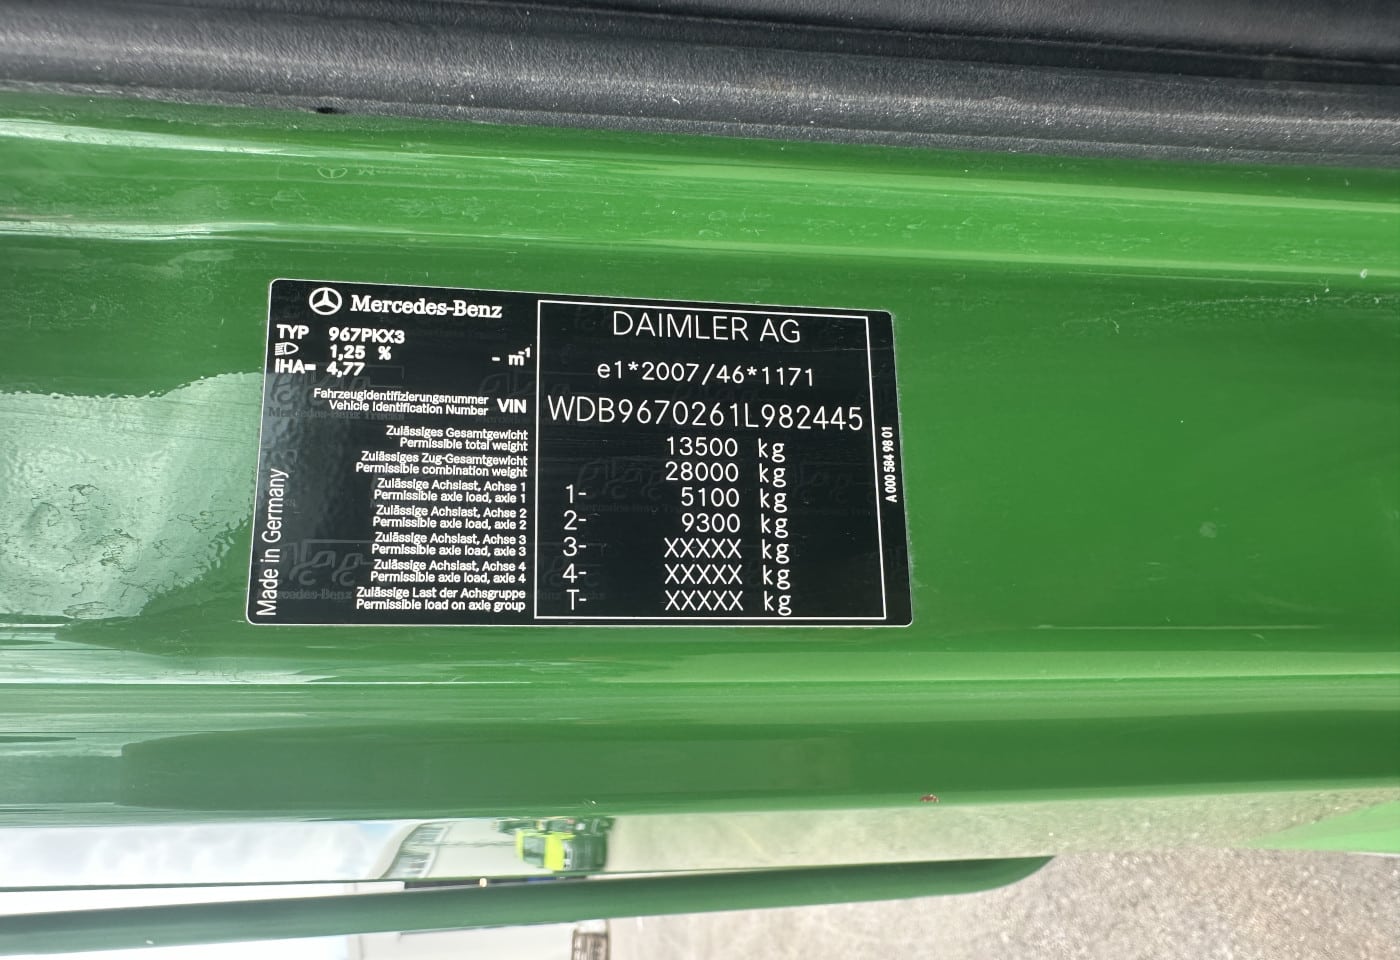 Mercedes-Benz
TYP 967PKX3
1,25 % - m⁻¹
iHA= 4,77
Fahrzeugidentifizierungsnummer
Vehicle Identification Number VIN
Zulässiges Gesamtgewicht
Permissible total weight
Zulässiges Zug-Gesamtgewicht
Permissible combination weight
Zulässige Achslast, Achse 1
Permissible axle load, axle 1
Zulässige Achslast, Achse 2
Permissible axle load, axle 2
Zulässige Achslast, Achse 3
Permissible axle load, axle 3
Zulässige Achslast, Achse 4
Permissible axle load, axle 4
Zulässige Last der Achsgruppe
Permissible load on axle group
Made in Germany
DAIMLER AG
e1*2007/46*1171
WDB9670261L982445
13500 kg
28000 kg
1- 5100 kg
2- 9300 kg
3- XXXXX kg
4- XXXXX kg
T- XXXXX kg
A 000 584 98 01